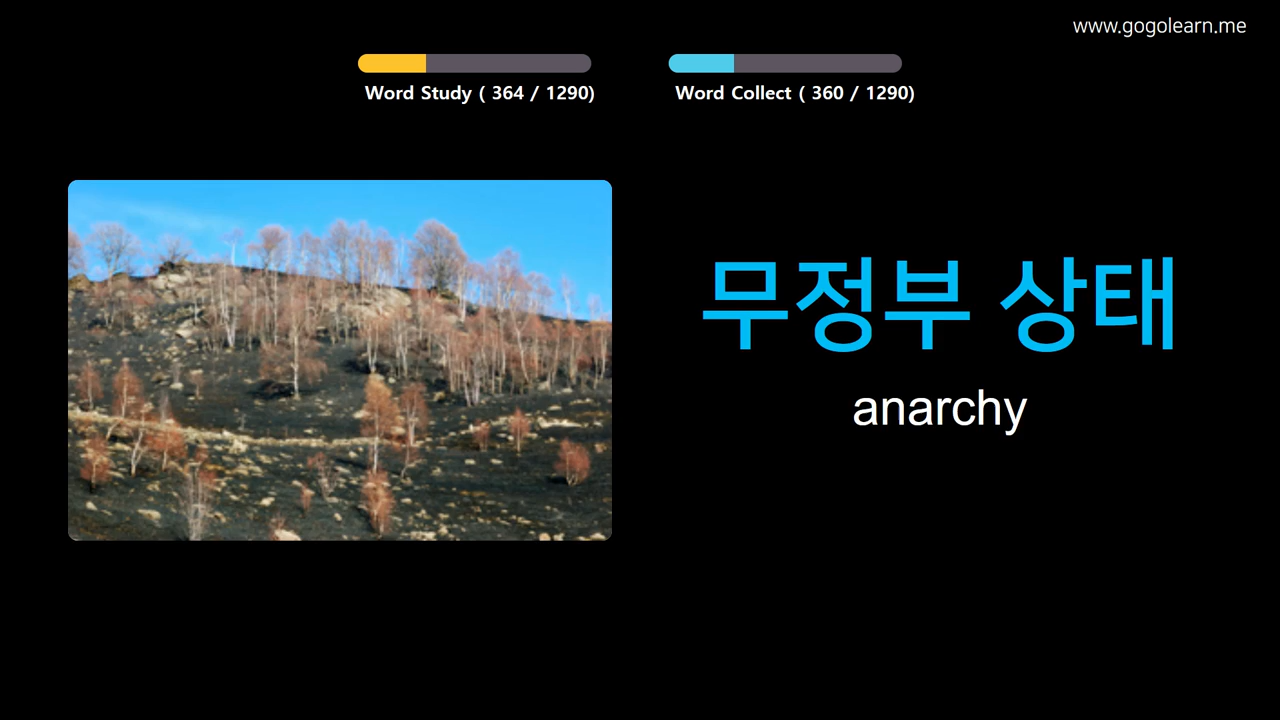 www.gogolearn.me
Word Study ( 364 / 1290)
Word Collect ( 360 / 1290)
무정부 상태
anarchy